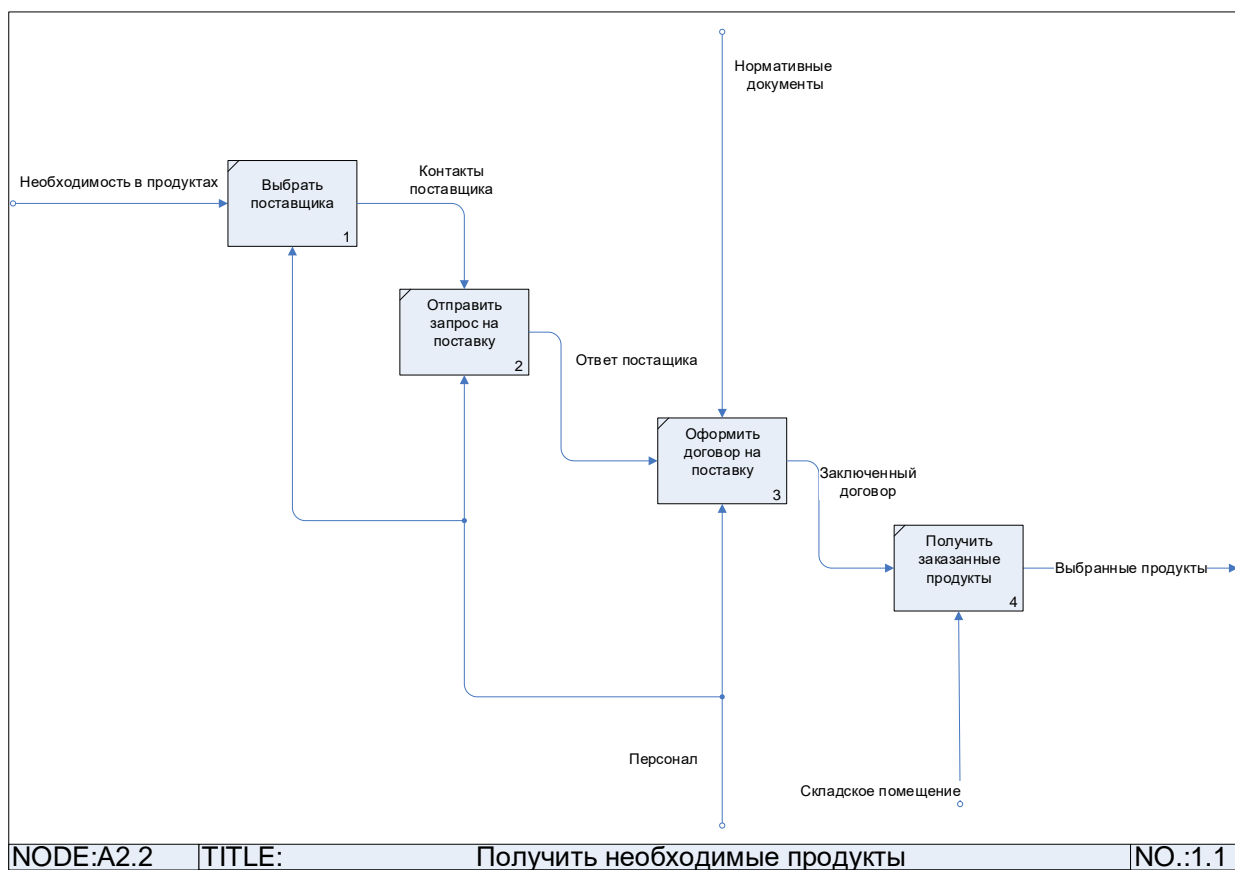 Нормативные
документы
Необходимость в продуктах
Выбрать
поставщика
1
Контакты
поставщика
Отправить
запрос на
поставку
2
Ответ постащика
Оформить
договор на
поставку
3
Заключенный
договор
Получить
заказанные
продукты
4
Выбранные продукты
Персонал
Складское помещение
NODE:A2.2 TITLE: Получить необходимые продукты NO.:1.1